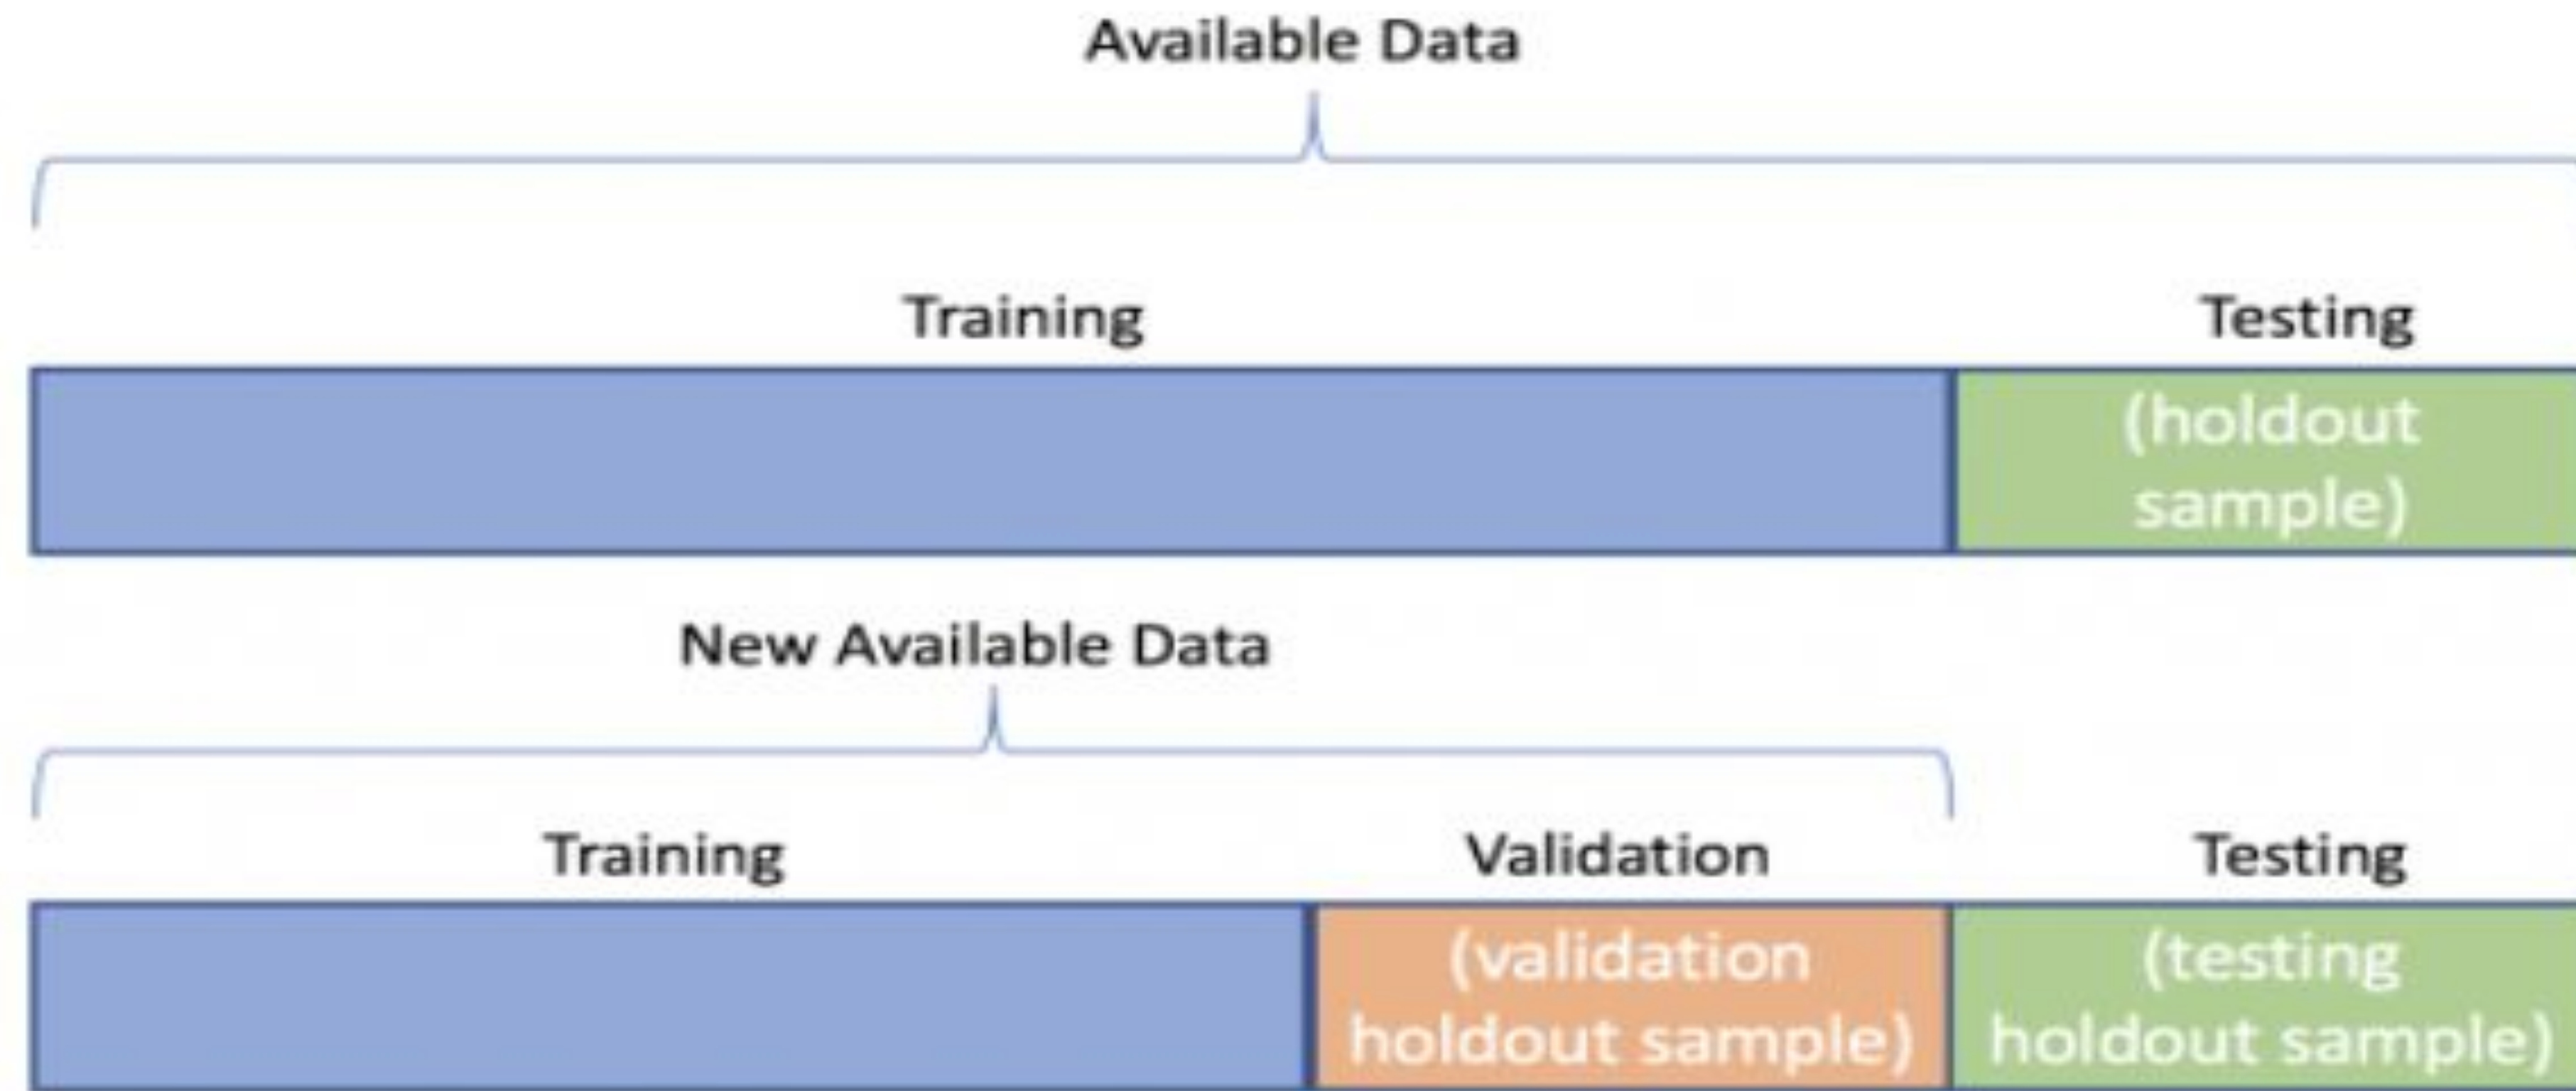 Available Data
Training
Testing
(holdout
sample)
New Available Data
Training
Validation
Testing
(validation
holdout sample)
(testing
holdout sample)